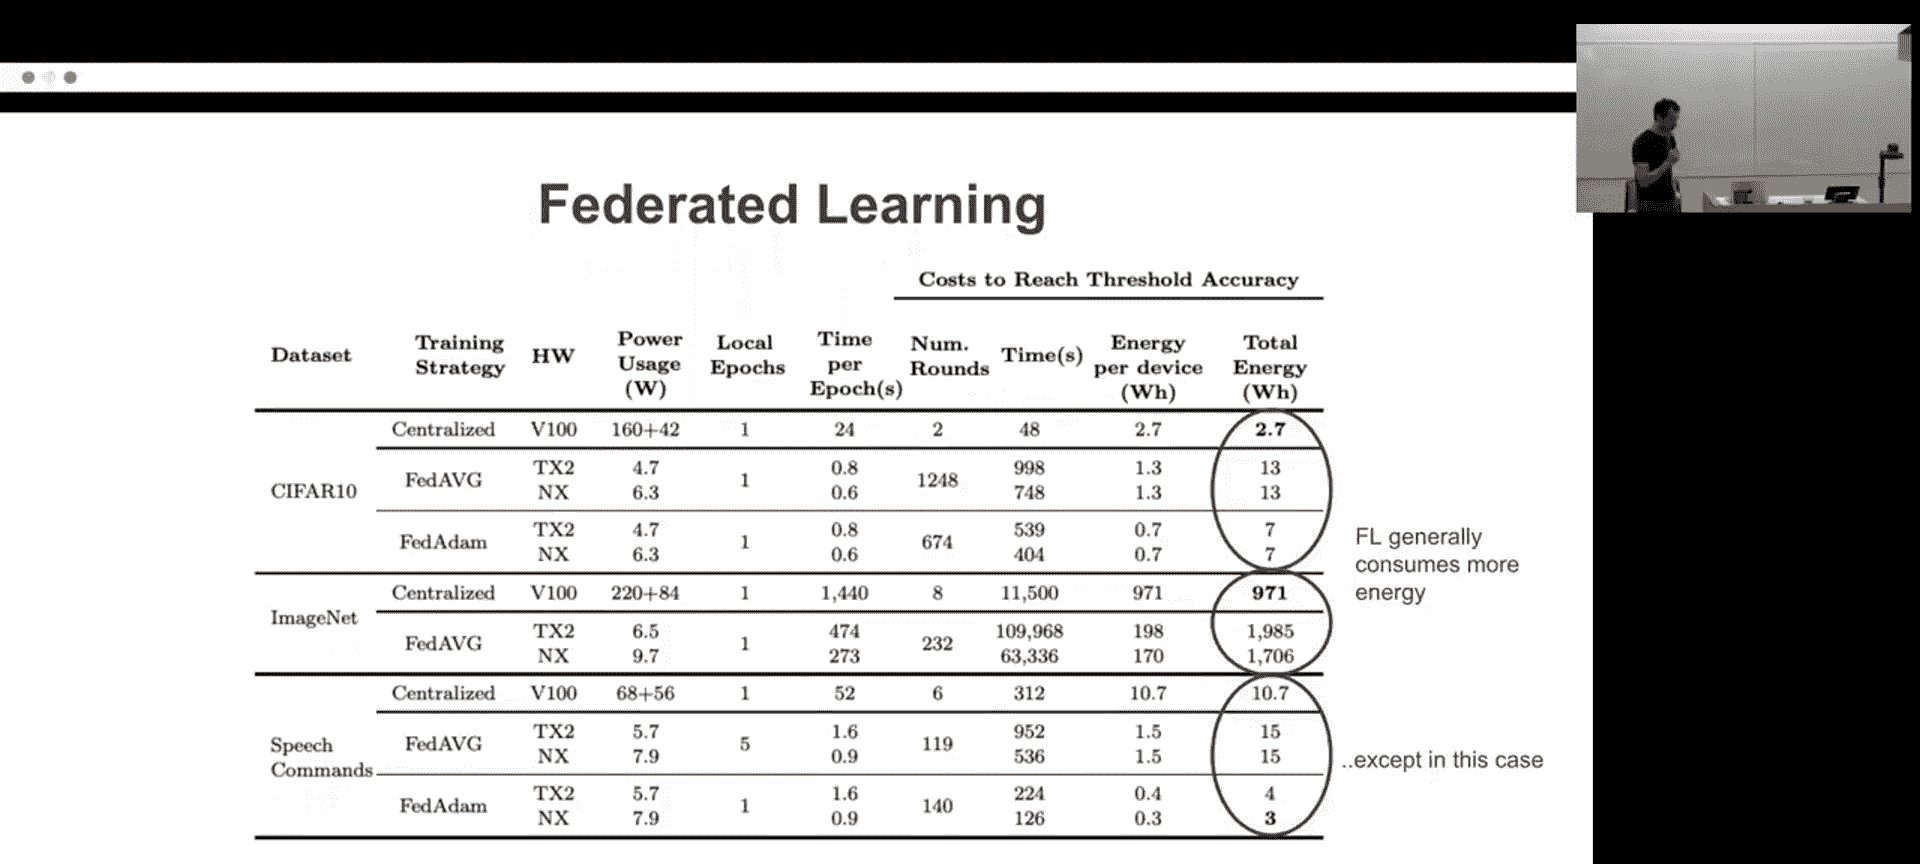 Federated Learning
Costs to Reach Threshold Accuracy
Dataset Training Strategy HW Power Usage (W) Local Epochs Time per Epoch(s) Num. Rounds Time(s) Energy per device (Wh) Total Energy (Wh)
CIFAR10
Centralized V100 160+42 1 24 2 48 2.7 2.7
FedAVG TX2 4.7 1 0.8 1248 998 1.3 13
NX 6.3 0.6 748 1.3 13
FedAdam TX2 4.7 1 0.8 674 539 0.7 7
NX 6.3 0.6 404 0.7 7
ImageNet
Centralized V100 220+84 1 1,440 8 11,500 971 971
FedAVG TX2 6.5 1 474 232 109,968 198 1,985
NX 9.7 273 63,336 170 1,706
Speech
Commands
Centralized V100 68+56 1 52 6 312 10.7 10.7
FedAVG TX2 5.7 5 1.6 119 952 1.5 15
NX 7.9 0.9 536 1.5 15
FedAdam TX2 5.7 1 1.6 140 224 0.4 4
NX 7.9 0.9 126 0.3 3
FL generally
consumes more
energy
..except in this case